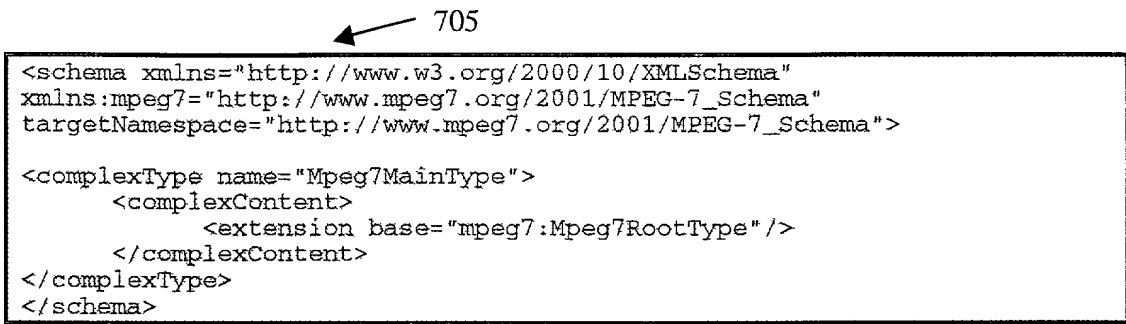 705
<schema xmlns="http://www.w3.org/2000/10/XMLSchema"
xmlns:mpeg7="http://www.mpeg7.org/2001/MPEG-7_Schema"
targetNamespace="http://www.mpeg7.org/2001/MPEG-7_Schema">
<complexType name="Mpeg7MainType">
<complexContent>
<extension base="mpeg7:Mpeg7RootType"/>
</complexContent>
</complexType>
</schema>